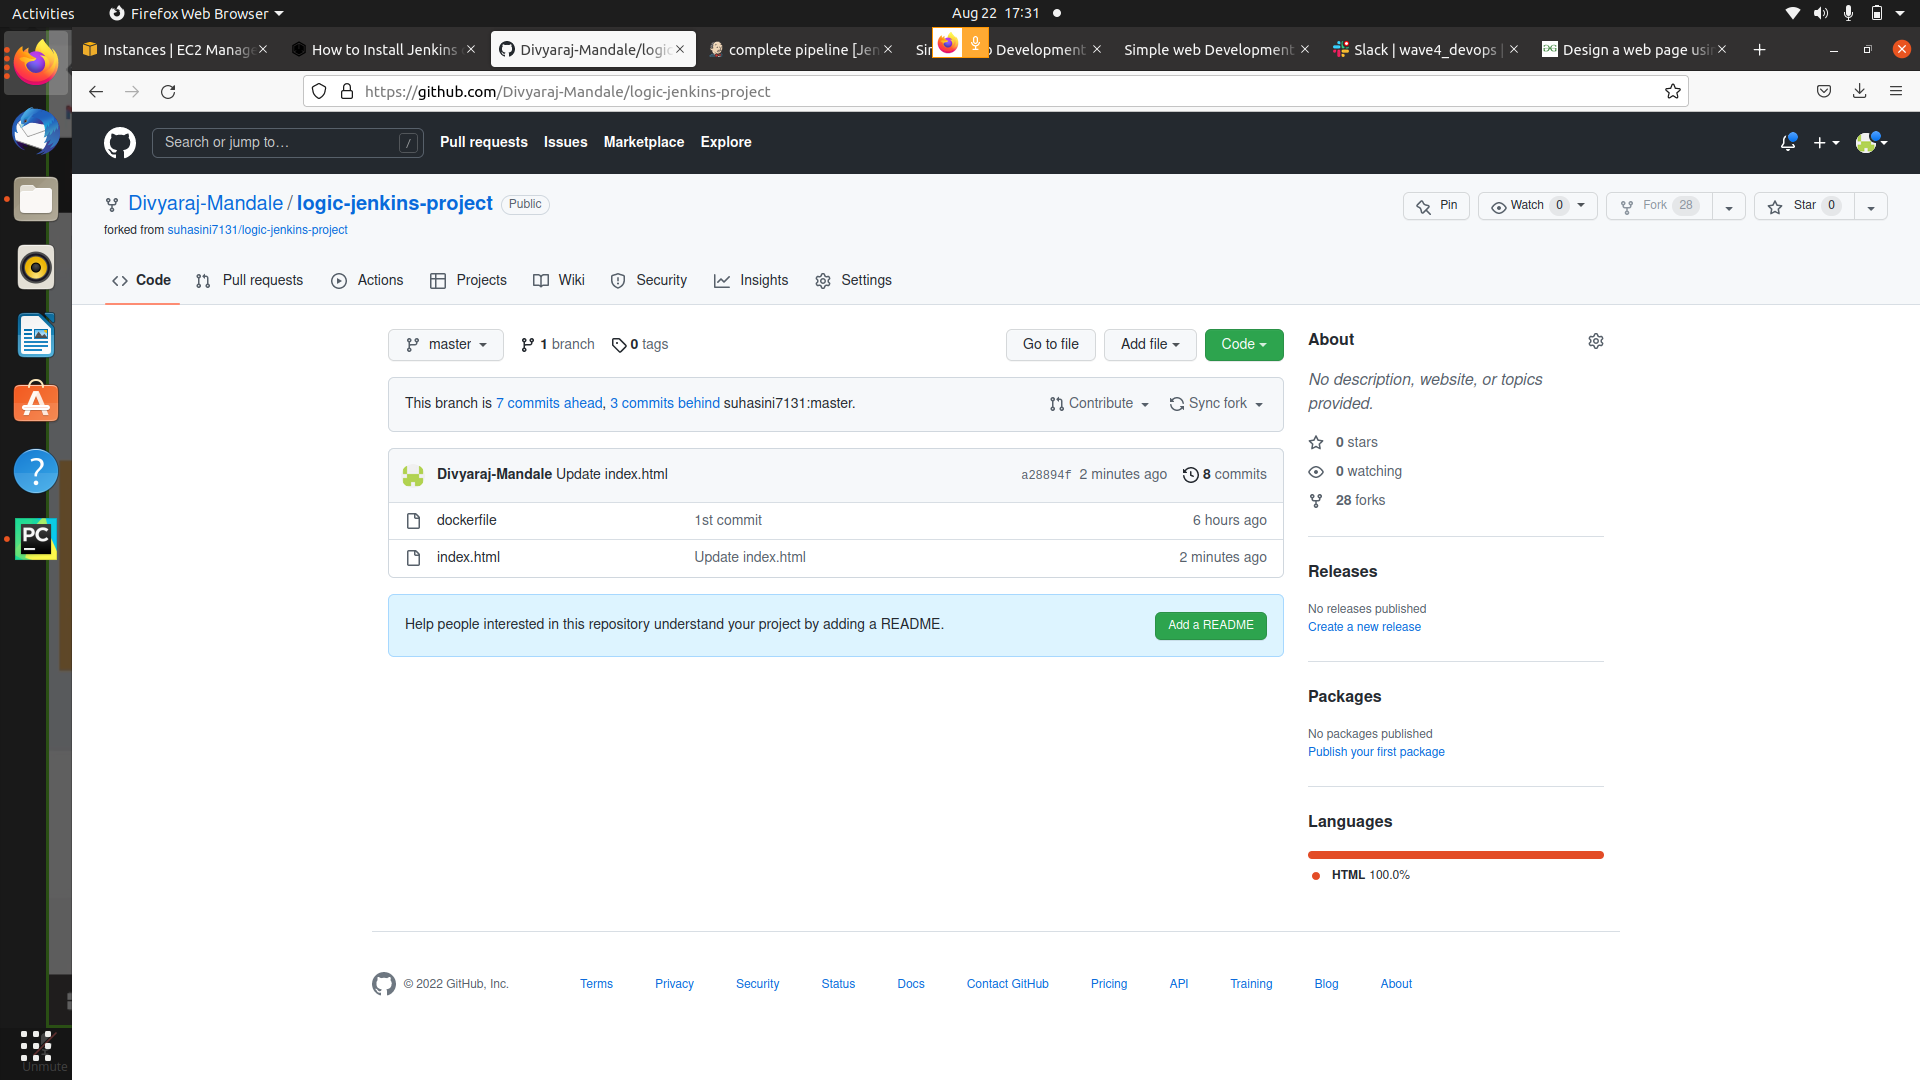 Activities
Firefox Web Browser
Aug 22 17:31
Instances | EC2 Manage
How to Install Jenkins
Divyaraj-Mandale/logic
complete pipeline [Jen
Development
Simple web Development
Slack | wave4_devops |
Design a web page usin
https://github.com/Divyaraj-Mandale/logic-jenkins-project
Search or jump to…
/
Pull requests
Issues
Marketplace
Explore
Divyaraj-Mandale / logic-jenkins-project
Public
forked from suhasini7131/logic-jenkins-project
Pin
Watch 0
Fork 28
Star 0
Code
Pull requests
Actions
Projects
Wiki
Security
Insights
Settings
master
1 branch
0 tags
Go to file
Add file
Code
This branch is 7 commits ahead, 3 commits behind suhasini7131:master.
Contribute
Sync fork
Divyaraj-Mandale Update index.html
a28894f 2 minutes ago
8 commits
dockerfile
1st commit
6 hours ago
index.html
Update index.html
2 minutes ago
Help people interested in this repository understand your project by adding a README.
Add a README
About
No description, website, or topics
provided.
0 stars
0 watching
28 forks
Releases
No releases published
Create a new release
Packages
No packages published
Publish your first package
Languages
HTML 100.0%
© 2022 GitHub, Inc.
Terms
Privacy
Security
Status
Docs
Contact GitHub
Pricing
API
Training
Blog
About
PC
Unmute